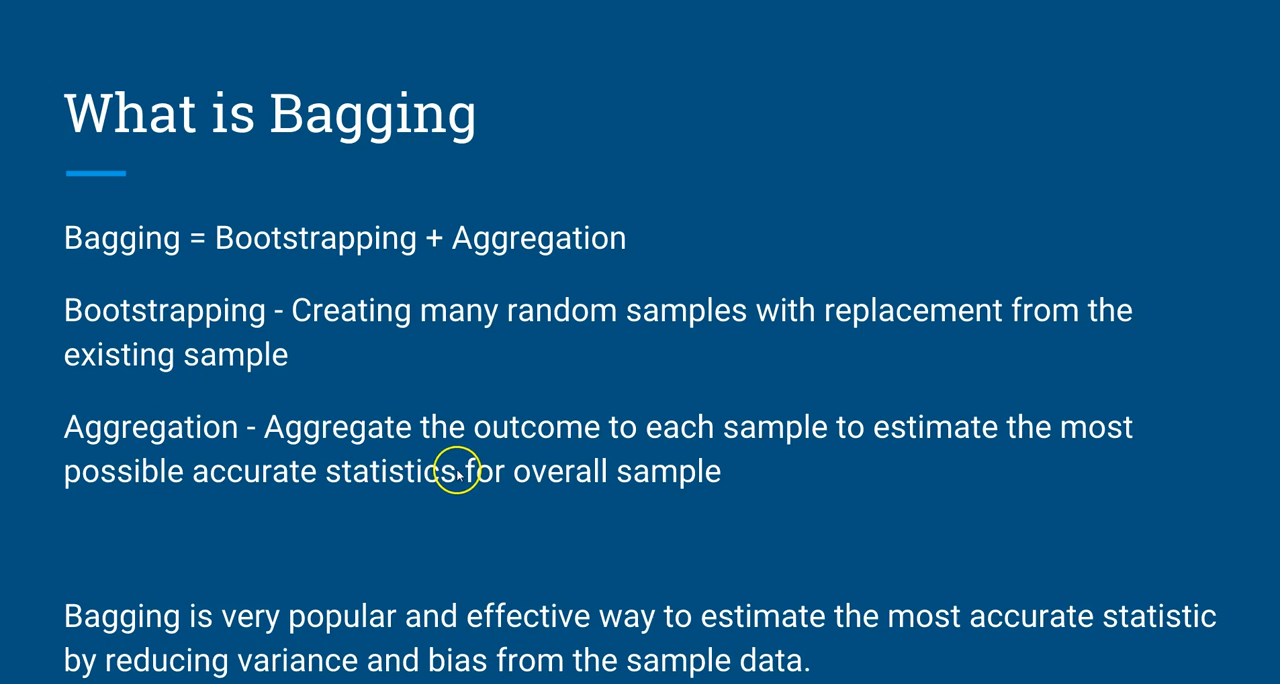 What is Bagging
Bagging = Bootstrapping + Aggregation
Bootstrapping - Creating many random samples with replacement from the
existing sample
Aggregation - Aggregate the outcome to each sample to estimate the most
possible accurate statistics for overall sample
Bagging is very popular and effective way to estimate the most accurate statistic
by reducing variance and bias from the sample data.